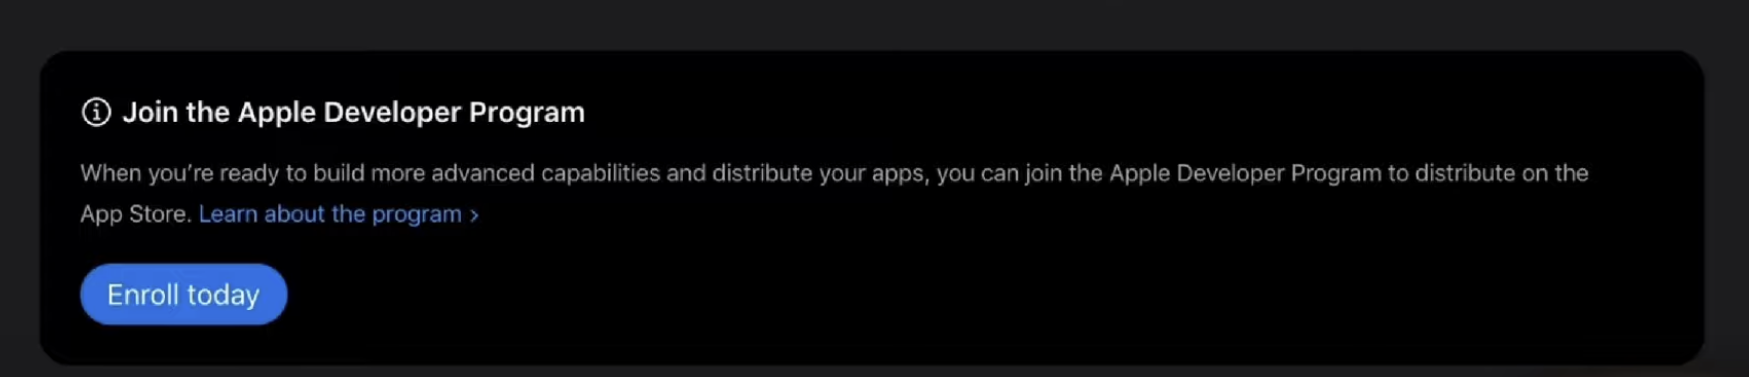 Join the Apple Developer Program
When you’re ready to build more advanced capabilities and distribute your apps, you can join the Apple Developer Program to distribute on the
App Store. Learn about the program >
Enroll today